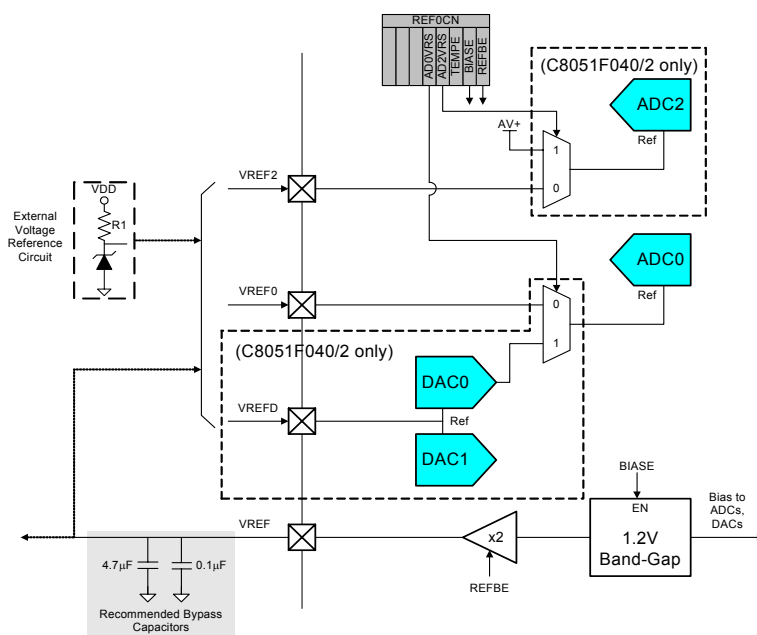 REF0CN
AD0VRS
AD2VRS
TEMPE
BIASE
REFBE
(C8051F040/2 only)
ADC2
Ref
AV+
1
0
VREF2
VDD
R1
External
Voltage
Reference
Circuit
ADC0
Ref
VREF0
0
1
(C8051F040/2 only)
DAC0
VREFD
Ref
DAC1
BIASE
EN
1.2V
Band-Gap
Bias to
ADCs,
DACs
VREF
x2
REFBE
4.7μF
0.1μF
Recommended Bypass
Capacitors